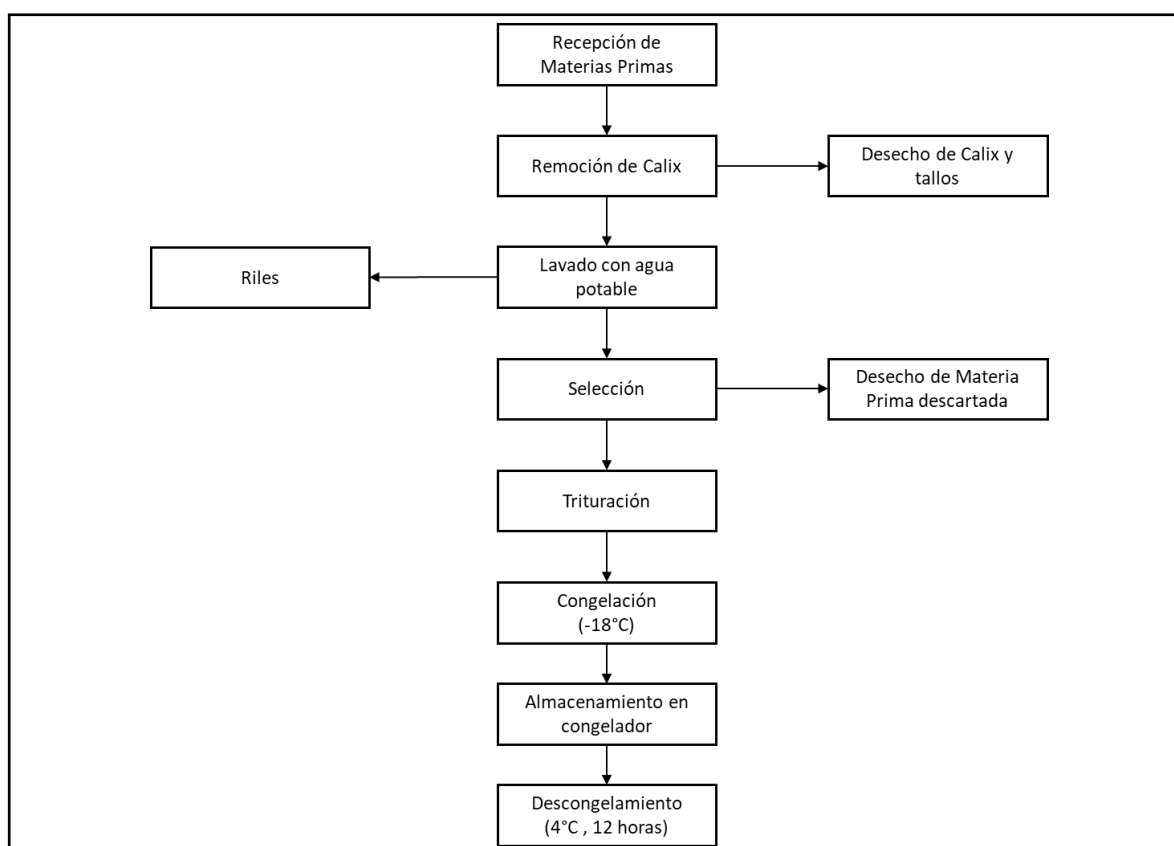 Recepción de
Materias Primas
Remoción de Calix
Desecho de Calix y
tallos
Riles
Lavado con agua
potable
Selección
Desecho de Materia
Prima descartada
Trituración
Congelación
(-18°C)
Almacenamiento en
congelador
Descongelamiento
(4°C , 12 horas)